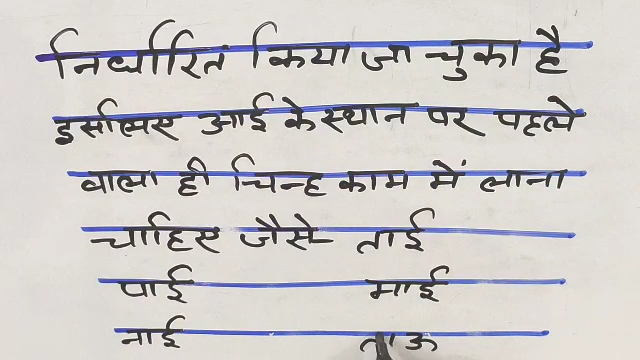 निर्धारित किया जा चुका है
इसलिए आई के स्थान पर पहले
वाला ही चिन्ह काम में लाना
चाहिए जैसे- ताई
पाई माई
नाई ताऊ